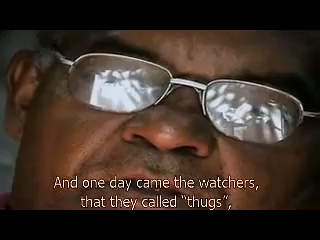 And one day came the watchers,
that they called “thugs”,